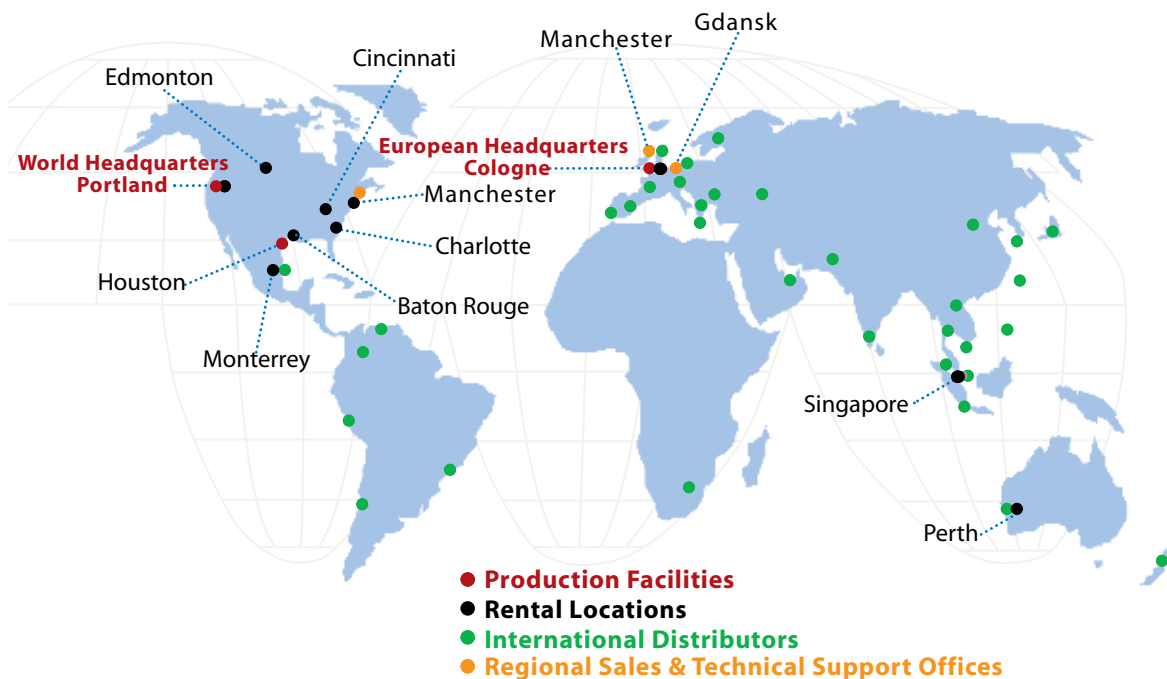 Gdansk
Manchester
Cincinnati
Edmonton
European Headquarters
Cologne
World Headquarters
Portland
Manchester
Charlotte
Houston
Baton Rouge
Monterrey
Singapore
Perth
Production Facilities
Rental Locations
International Distributors
Regional Sales & Technical Support Offices